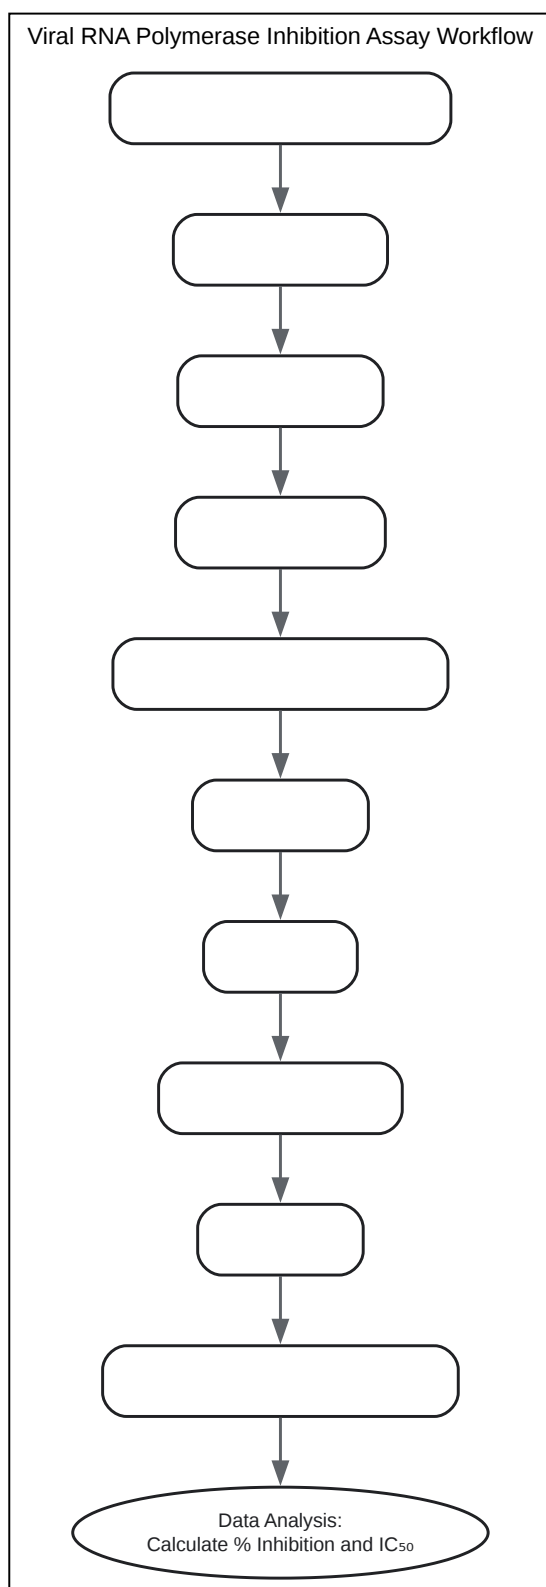 Viral RNA Polymerase Inhibition Assay Workflow
Data Analysis:
Calculate % Inhibition and IC₅₀